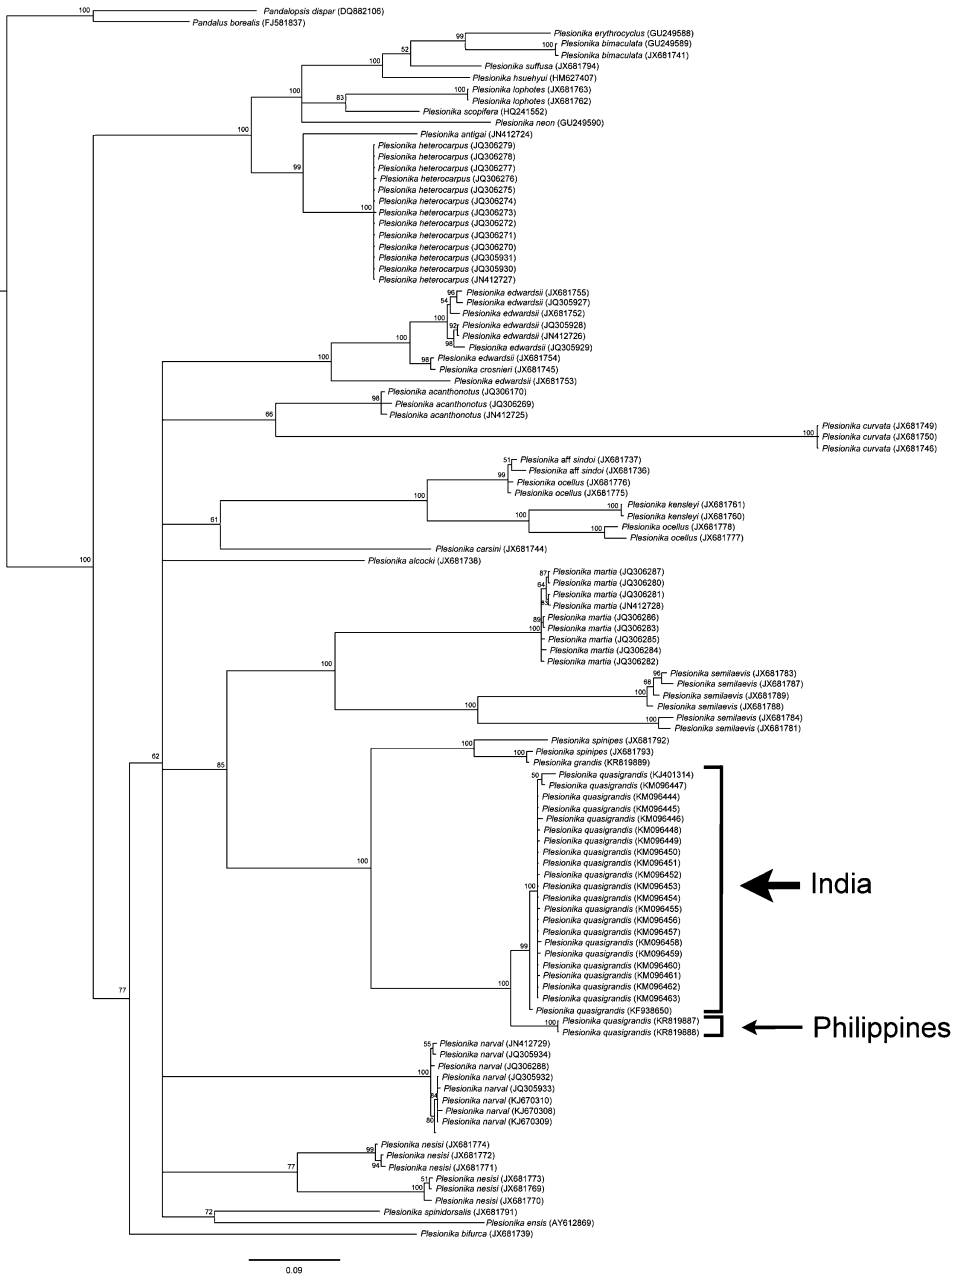 Pandalopsis dispar (DQ882106)
100
Pandalus borealis (FJ581837)
Plesionika erythrocyclus (GU249588)
99
Plesionika bimaculata (GU249589)
100
52
Plesionika bimaculata (JX681741)
100
Plesionika suffusa (JX681794)
Plesionika hsuehyui (HM627407)
100
Plesionika lophotes (JX681763)
100
83
Plesionika lophotes (JX681762)
Plesionika scopifera (HQ241552)
Plesionika neon (GU249590)
100
Plesionika antigai (JN412724)
Plesionika heterocarpus (JQ306279)
Plesionika heterocarpus (JQ306278)
99
Plesionika heterocarpus (JQ306277)
Plesionika heterocarpus (JQ306276)
Plesionika heterocarpus (JQ306275)
Plesionika heterocarpus (JQ306274)
100
Plesionika heterocarpus (JQ306273)
Plesionika heterocarpus (JQ306272)
Plesionika heterocarpus (JQ306271)
Plesionika heterocarpus (JQ306270)
Plesionika heterocarpus (JQ305931)
Plesionika heterocarpus (JQ305930)
Plesionika heterocarpus (JN412727)
96
Plesionika edwardsii (JX681755)
54
Plesionika edwardsii (JQ305927)
Plesionika edwardsii (JX681752)
100
92
Plesionika edwardsii (JQ305928)
Plesionika edwardsii (JN412726)
100
98
Plesionika edwardsii (JQ305929)
100
98
Plesionika edwardsii (JX681754)
Plesionika crosnieri (JX681745)
Plesionika edwardsii (JX681753)
Plesionika acanthonotus (JQ306170)
98
Plesionika acanthonotus (JQ306269)
66
Plesionika acanthonotus (JN412725)
Plesionika curvata (JX681749)
100
Plesionika curvata (JX681750)
Plesionika curvata (JX681746)
51
Plesionika aff sindoi (JX681737)
Plesionika aff sindoi (JX681736)
99
Plesionika ocellus (JX681776)
Plesionika ocellus (JX681775)
100
Plesionika kensleyi (JX681761)
100
100
Plesionika kensleyi (JX681760)
61
100
Plesionika ocellus (JX681778)
Plesionika ocellus (JX681777)
Plesionika carsini (JX681744)
100
Plesionika alcocki (JX681738)
87
Plesionika martia (JQ306287)
64
Plesionika martia (JQ306280)
Plesionika martia (JQ306281)
Plesionika martia (JN412728)
89
Plesionika martia (JQ306286)
100
Plesionika martia (JQ306283)
Plesionika martia (JQ306285)
Plesionika martia (JQ306284)
100
Plesionika martia (JQ306282)
96
Plesionika semilaevis (JX681783)
68
Plesionika semilaevis (JX681787)
100
Plesionika semilaevis (JX681789)
100
Plesionika semilaevis (JX681788)
100
Plesionika semilaevis (JX681784)
Plesionika semilaevis (JX681781)
100
Plesionika spinipes (JX681792)
62
100
Plesionika spinipes (JX681793)
85
Plesionika grandis (KR819889)
50
Plesionika quasigrandis (KJ401314)
Plesionika quasigrandis (KM096447)
Plesionika quasigrandis (KM096444)
Plesionika quasigrandis (KM096445)
Plesionika quasigrandis (KM096446)
Plesionika quasigrandis (KM096448)
Plesionika quasigrandis (KM096449)
Plesionika quasigrandis (KM096450)
100
Plesionika quasigrandis (KM096451)
Plesionika quasigrandis (KM096452)
100
Plesionika quasigrandis (KM096453)
India
Plesionika quasigrandis (KM096454)
Plesionika quasigrandis (KM096455)
Plesionika quasigrandis (KM096456)
Plesionika quasigrandis (KM096457)
99
Plesionika quasigrandis (KM096458)
Plesionika quasigrandis (KM096459)
Plesionika quasigrandis (KM096460)
Plesionika quasigrandis (KM096461)
100
Plesionika quasigrandis (KM096462)
77
Plesionika quasigrandis (KM096463)
Plesionika quasigrandis (KF938650)
100
Plesionika quasigrandis (KR819887)
Philippines
Plesionika quasigrandis (KR819888)
55
Plesionika narval (JN412729)
Plesionika narval (JQ305934)
100
Plesionika narval (JQ306288)
Plesionika narval (JQ305932)
Plesionika narval (JQ305933)
Plesionika narval (KJ670310)
Plesionika narval (KJ670308)
80
Plesionika narval (KJ670309)
99
Plesionika nesisi (JX681774)
Plesionika nesisi (JX681772)
77
94
Plesionika nesisi (JX681771)
51
Plesionika nesisi (JX681773)
100
Plesionika nesisi (JX681769)
Plesionika nesisi (JX681770)
72
Plesionika spinidorsalis (JX681791)
Plesionika ensis (AY612869)
Plesionika bifurca (JX681739)
0.09